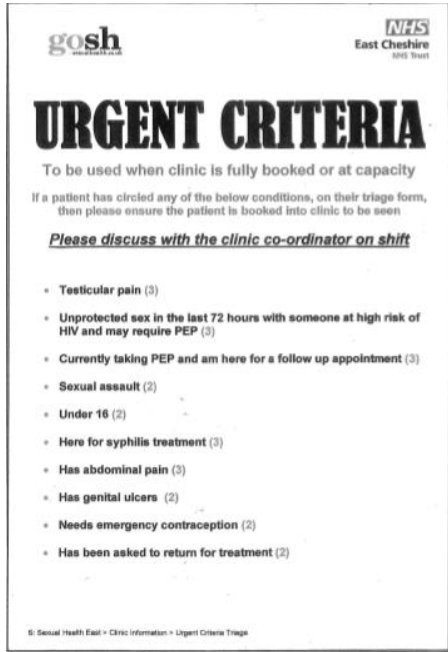 gosh
NHS
East Cheshire
NHS Trust
URGENT CRITERIA
To be used when clinic is fully booked or at capacity
If a patient has circled any of the below conditions, on their triage form,
then please ensure the patient is booked into clinic to be seen
Please discuss with the clinic co-ordinator on shift
• Testicular pain (3)
• Unprotected sex in the last 72 hours with someone at high risk of
HIV and may require PEP (3)
• Currently taking PEP and am here for a follow up appointment (3)
• Sexual assault (2)
• Under 16 (2)
• Here for syphilis treatment (3)
• Has abdominal pain (3)
• Has genital ulcers (2)
• Needs emergency contraception (2)
• Has been asked to return for treatment (2)
S: Sexual Health East > Clinic Information > Urgent Criteria Triage